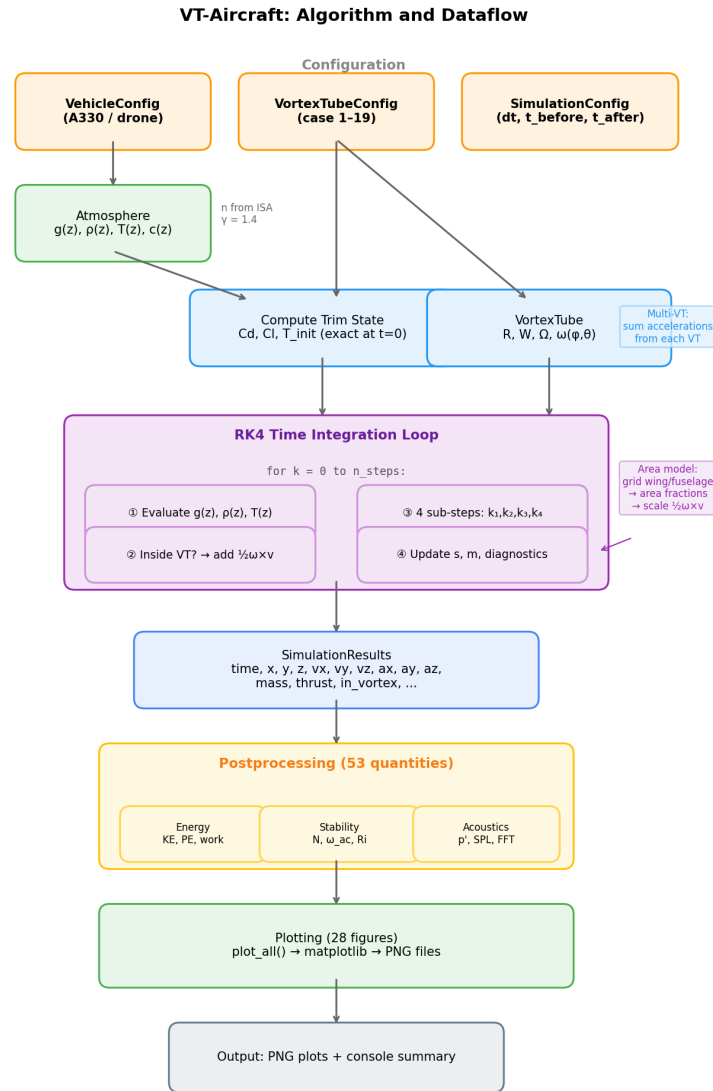 VT-Aircraft: Algorithm and Dataflow
Configuration
VehicleConfig
(A330 / drone)
VortexTubeConfig
(case 1–19)
SimulationConfig
(dt, t_before, t_after)
Atmosphere
g(z), ρ(z), T(z), c(z)
n from ISA
γ = 1.4
Compute Trim State
Cd, Cl, T_init (exact at t=0)
VortexTube
R, W, Ω, ω(φ,θ)
Multi-VT:
sum accelerations
from each VT
RK4 Time Integration Loop
for k = 0 to n_steps:
① Evaluate g(z), ρ(z), T(z)
③ 4 sub-steps: k₁,k₂,k₃,k₄
② Inside VT? → add ½ω×v
④ Update s, m, diagnostics
Area model:
grid wing/fuselage
→ area fractions
→ scale ½ω×v
SimulationResults
time, x, y, z, vx, vy, vz, ax, ay, az,
mass, thrust, in_vortex, ...
Postprocessing (53 quantities)
Energy
KE, PE, work
Stability
N, ω_ac, Ri
Acoustics
p', SPL, FFT
Plotting (28 figures)
plot_all() → matplotlib → PNG files
Output: PNG plots + console summary